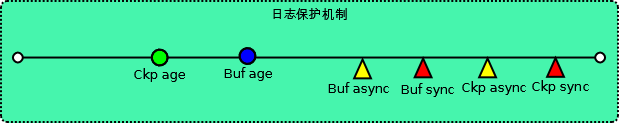 日志保护机制
Ckp age
Buf age
Buf async
Buf sync
Ckp async
Ckp sync